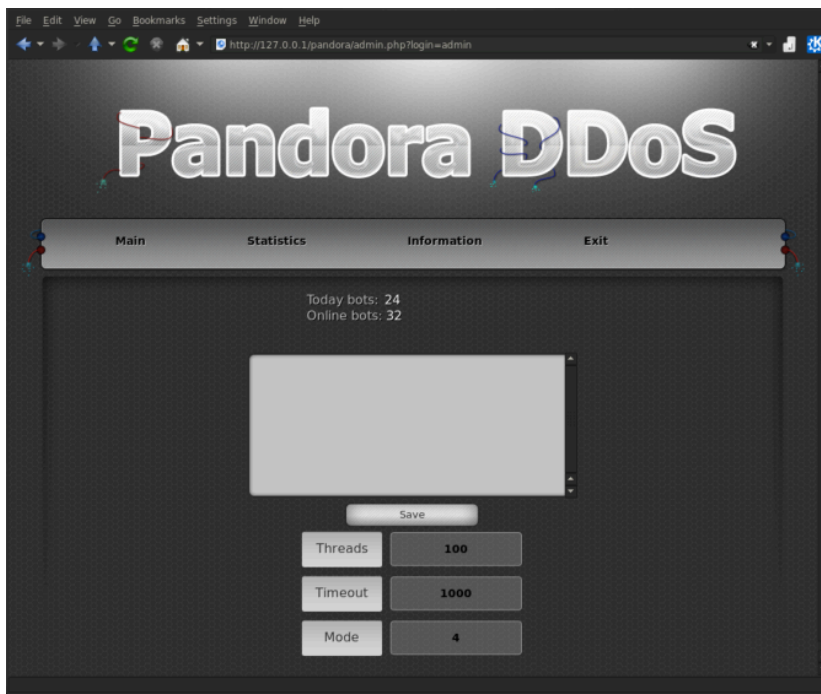 File Edit View Go Bookmarks Settings Window Help
http://127.0.0.1/pandora/admin.php?login=admin
Pandora DDoS
Main Statistics Information Exit
Today bots: 24
Online bots: 32
Save
Threads 100
Timeout 1000
Mode 4